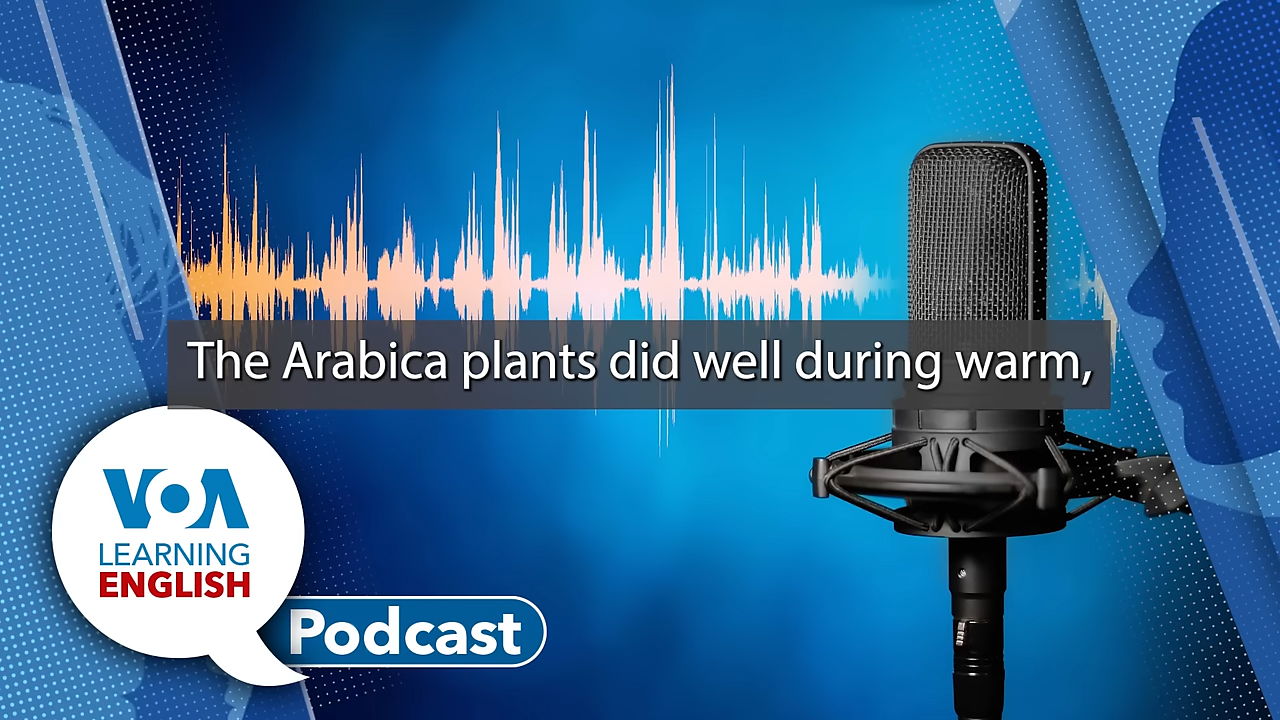 The Arabica plants did well during warm,
VOA
LEARNING
ENGLISH
Podcast